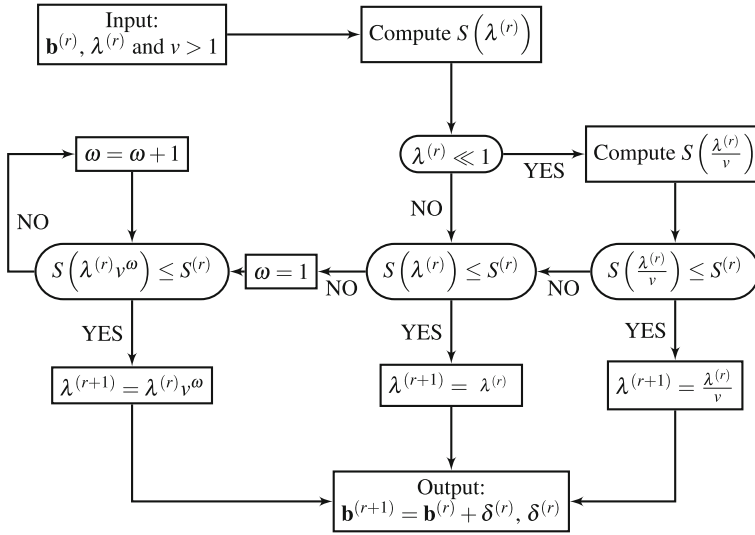 Input:
b^(r), λ^(r) and v > 1
Compute S(λ^(r))
ω = ω + 1
λ^(r) ≪ 1
YES
Compute S(λ^(r)/v)
NO
NO
S(λ^(r)v^ω) ≤ S^(r)
ω = 1
NO
S(λ^(r)) ≤ S^(r)
NO
S(λ^(r)/v) ≤ S^(r)
YES
YES
YES
λ^(r+1) = λ^(r)v^ω
λ^(r+1) = λ^(r)
λ^(r+1) = λ^(r)/v
Output:
b^(r+1) = b^(r) + δ^(r), δ^(r)